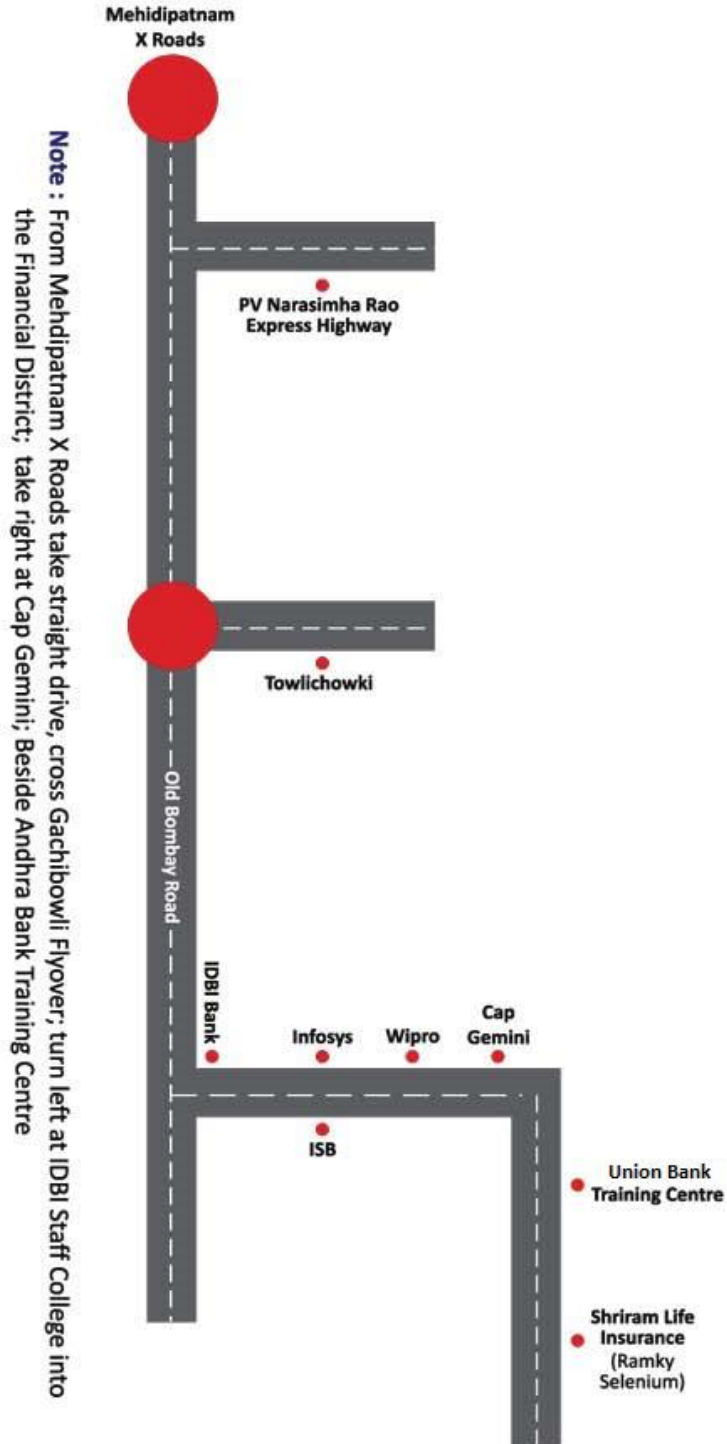 Mehidipatnam
X Roads
PV Narasimha Rao
Express Highway
Towlichowki
Old Bombay Road
IDBI Bank
Infosys
Wipro
Cap
Gemini
ISB
Union Bank
Training Centre
Shriram Life
Insurance
(Ramky
Selenium)
Note : From Mehdipatnam X Roads take straight drive, cross Gachibowli Flyover; turn left at IDBI Staff College into
the Financial District; take right at Cap Gemini; Beside Andhra Bank Training Centre